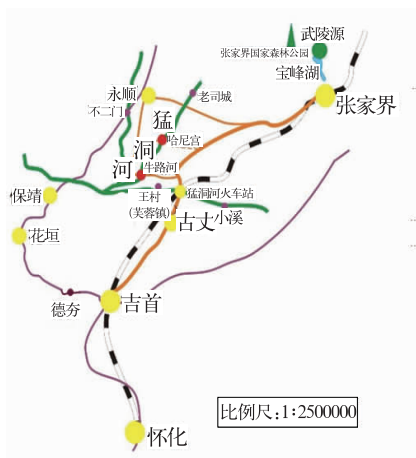 武陵源
张家界国家森林公园
宝峰湖
张家界
永顺
不二门
老司城
猛
洞
河
哈尼宫
牛路河
保靖
王村
(芙蓉镇)
猛洞河火车站
小溪
古丈
花垣
德夯
吉首
怀化
比例尺:1:2500000